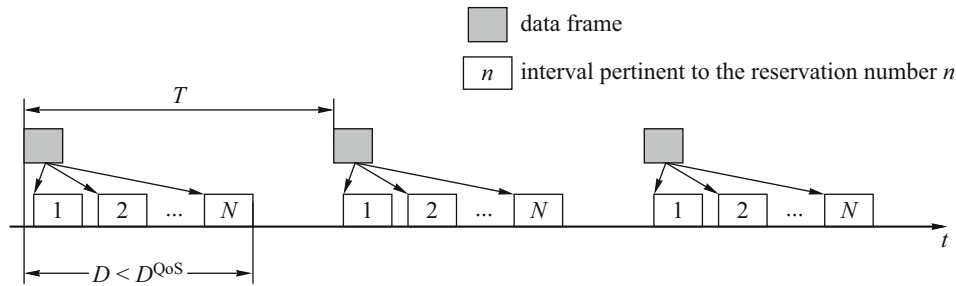 data frame
n interval pertinent to the reservation number n
T
1 2 ... N 1 2 ... N 1 2 ... N
t
D < D^QoS